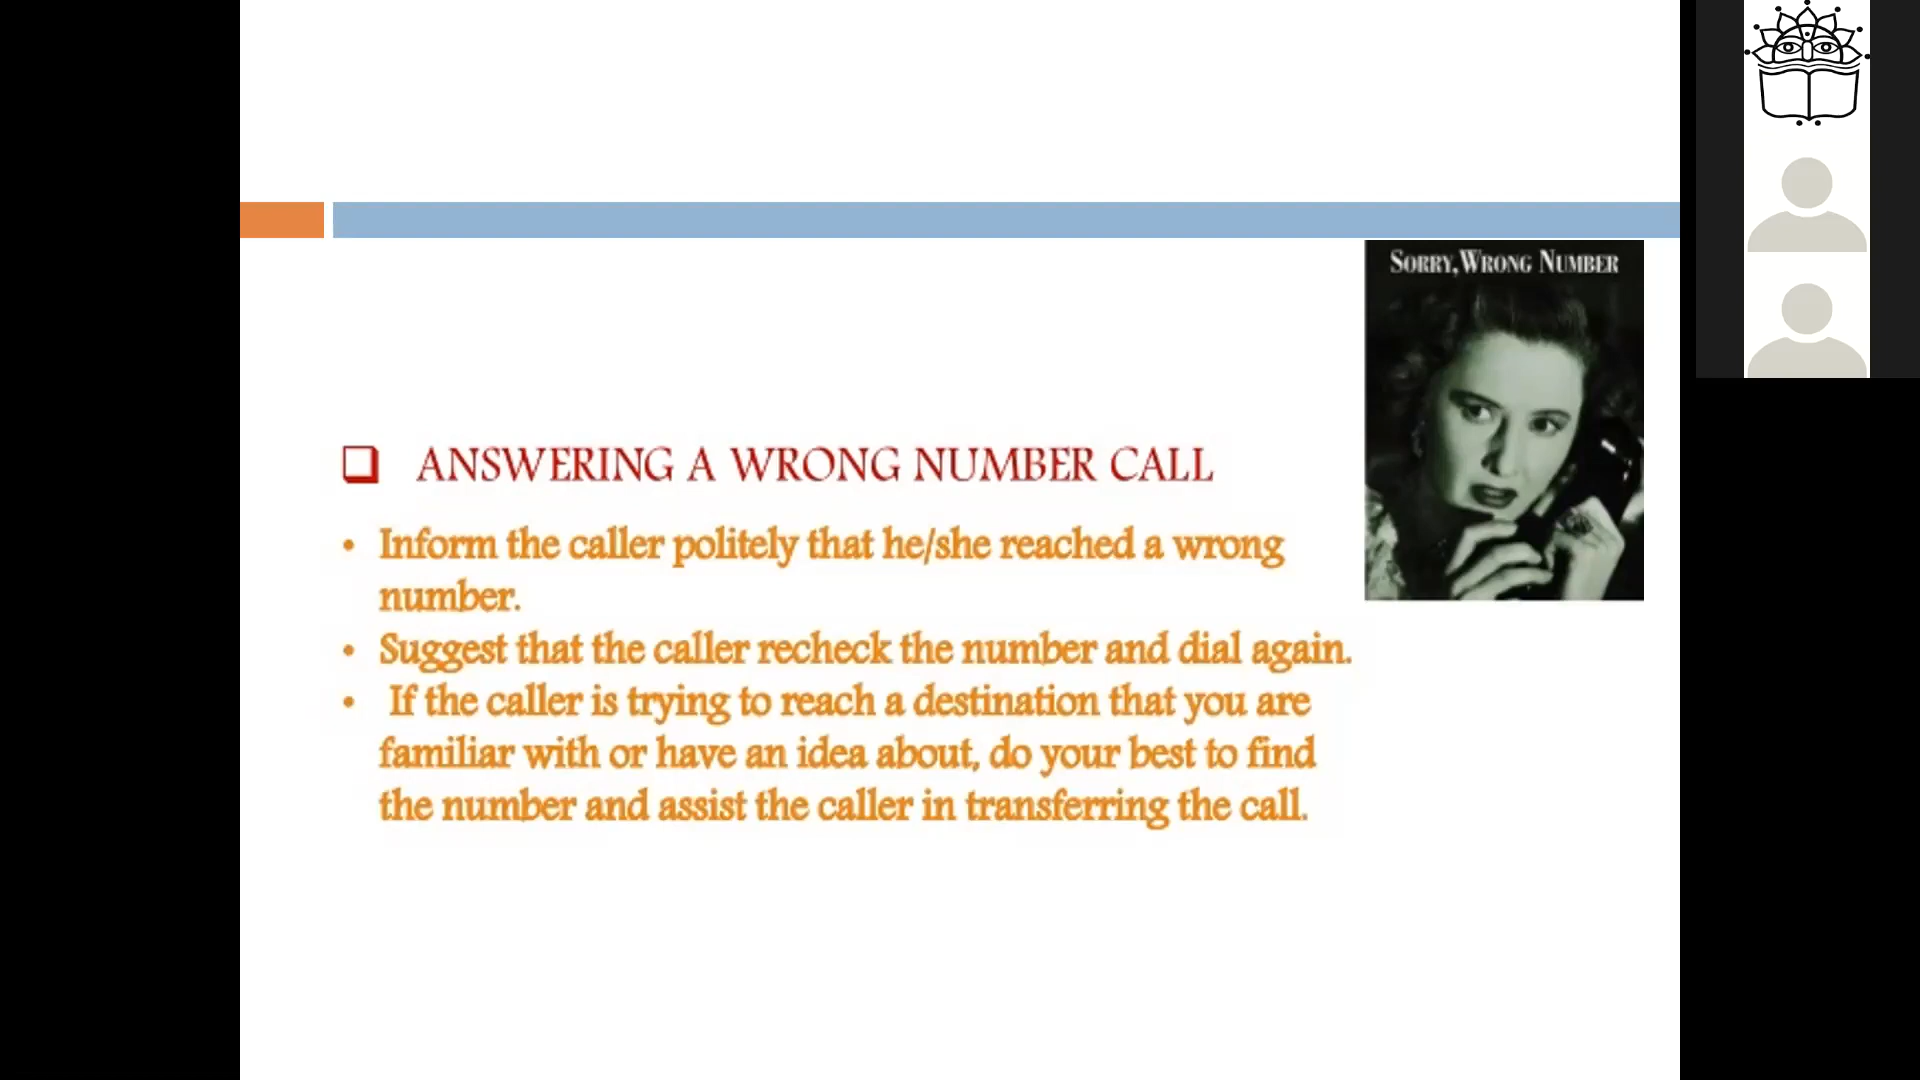 SORRY, WRONG NUMBER
ANSWERING A WRONG NUMBER CALL
• Inform the caller politely that he/she reached a wrong
number.
• Suggest that the caller recheck the number and dial again.
• If the caller is trying to reach a destination that you are
familiar with or have an idea about, do your best to find
the number and assist the caller in transferring the call.